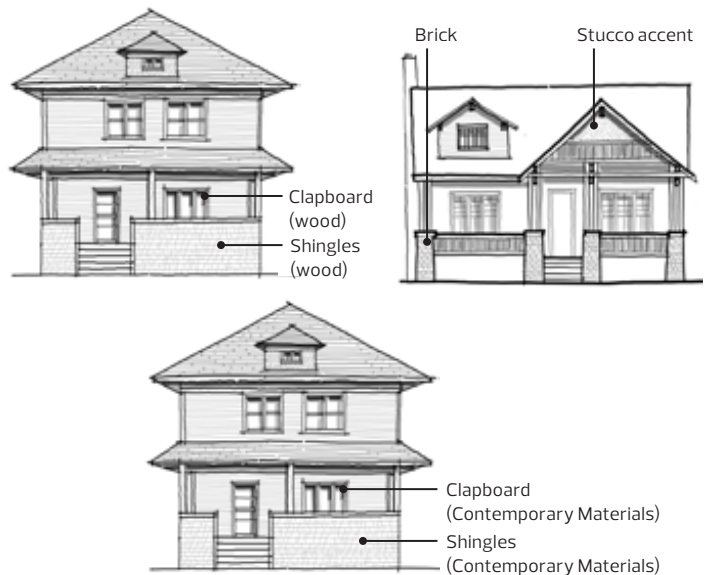 Brick
Stucco accent
Clapboard
(wood)
Shingles
(wood)
Clapboard
(Contemporary Materials)
Shingles
(Contemporary Materials)